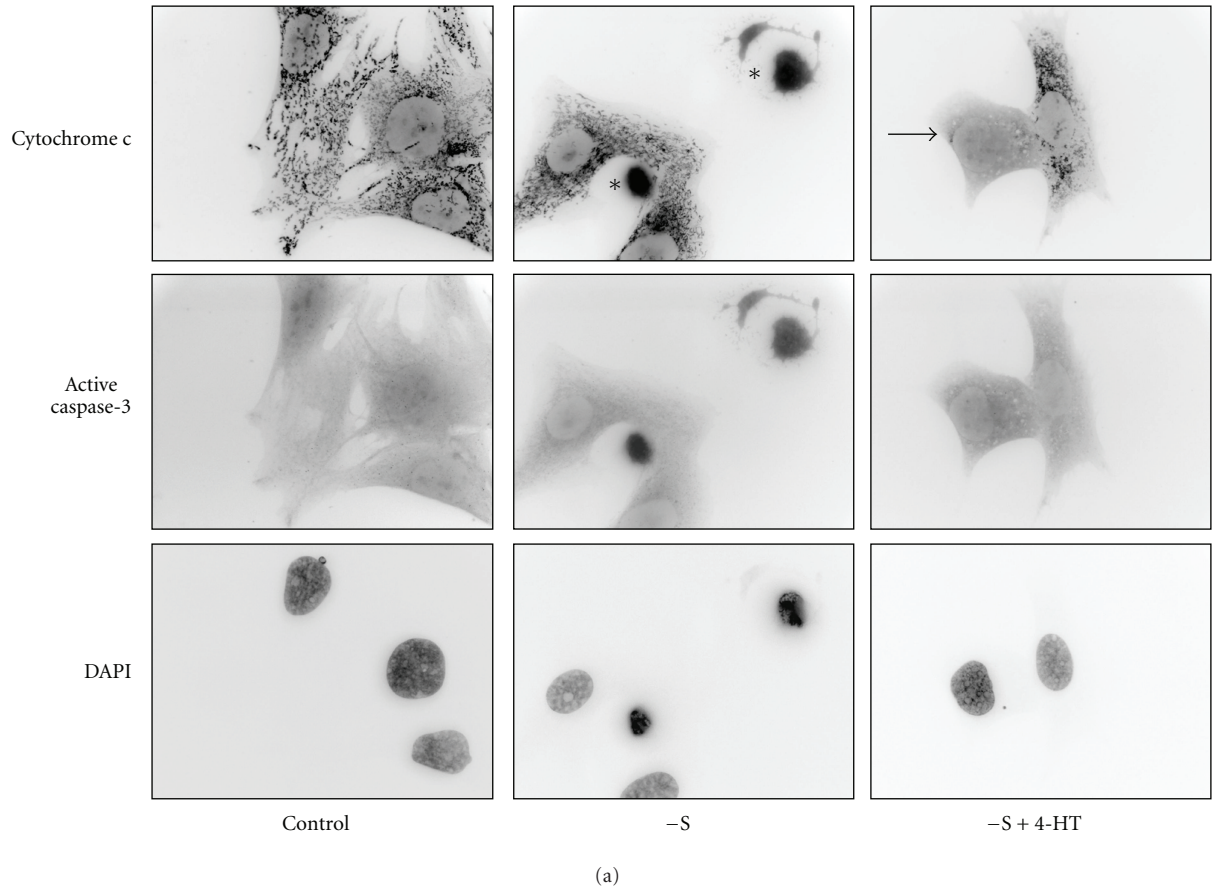 Cytochrome c
*
*
Active
caspase-3
DAPI
Control
−S
−S + 4-HT
(a)